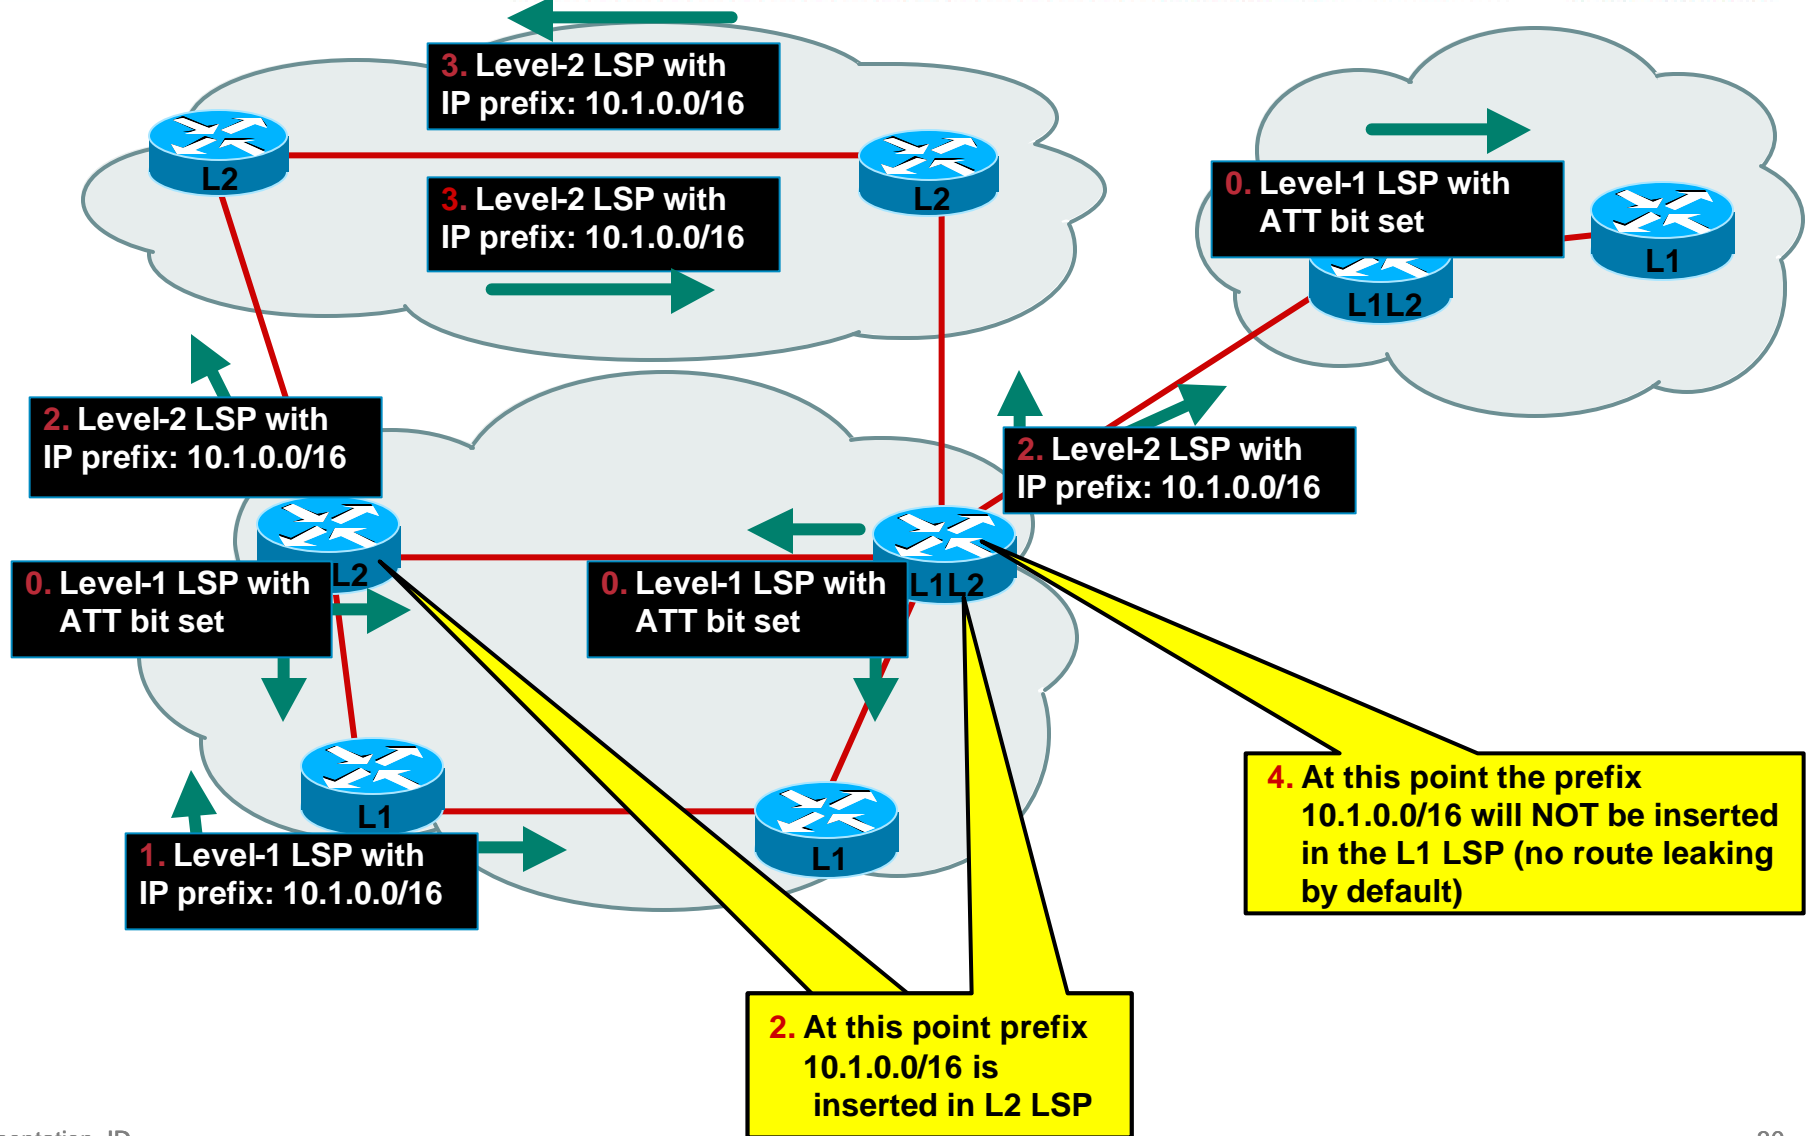 3. Level-2 LSP with
IP prefix: 10.1.0.0/16
L2
L2
3. Level-2 LSP with
IP prefix: 10.1.0.0/16
0. Level-1 LSP with
ATT bit set
L1
L1L2
2. Level-2 LSP with
IP prefix: 10.1.0.0/16
2. Level-2 LSP with
IP prefix: 10.1.0.0/16
L2
0. Level-1 LSP with
ATT bit set
0. Level-1 LSP with
ATT bit set
L1L2
L1
1. Level-1 LSP with
IP prefix: 10.1.0.0/16
L1
4. At this point the prefix
10.1.0.0/16 will NOT be inserted
in the L1 LSP (no route leaking
by default)
2. At this point prefix
10.1.0.0/16 is
inserted in L2 LSP